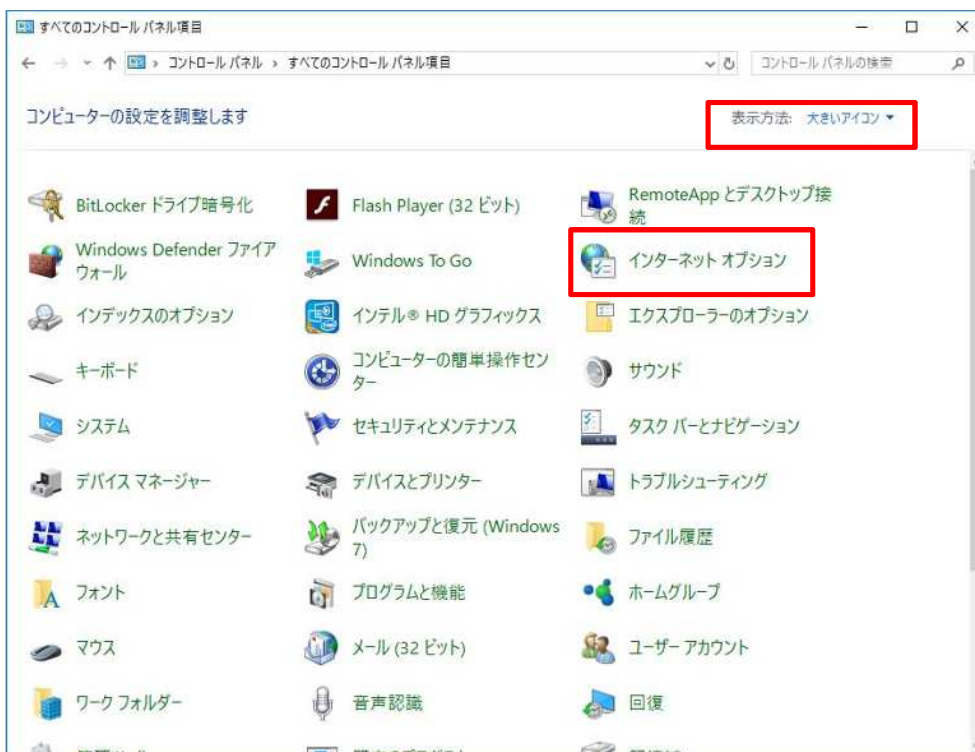 すべてのコントロール パネル項目
コントロール パネル › すべてのコントロール パネル項目
コントロール パネルの検索
コンピューターの設定を調整します
表示方法: 大きいアイコン
BitLocker ドライブ暗号化
Flash Player (32 ビット)
RemoteApp とデスクトップ接
続
Windows Defender ファイア
ウォール
Windows To Go
インターネット オプション
インデックスのオプション
インテル® HD グラフィックス
エクスプローラーのオプション
キーボード
コンピューターの簡単操作セン
ター
サウンド
システム
セキュリティとメンテナンス
タスク バーとナビゲーション
デバイス マネージャー
デバイスとプリンター
トラブルシューティング
ネットワークと共有センター
バックアップと復元 (Windows
7)
ファイル履歴
フォント
プログラムと機能
ホームグループ
マウス
メール (32 ビット)
ユーザー アカウント
ワーク フォルダー
音声認識
回復